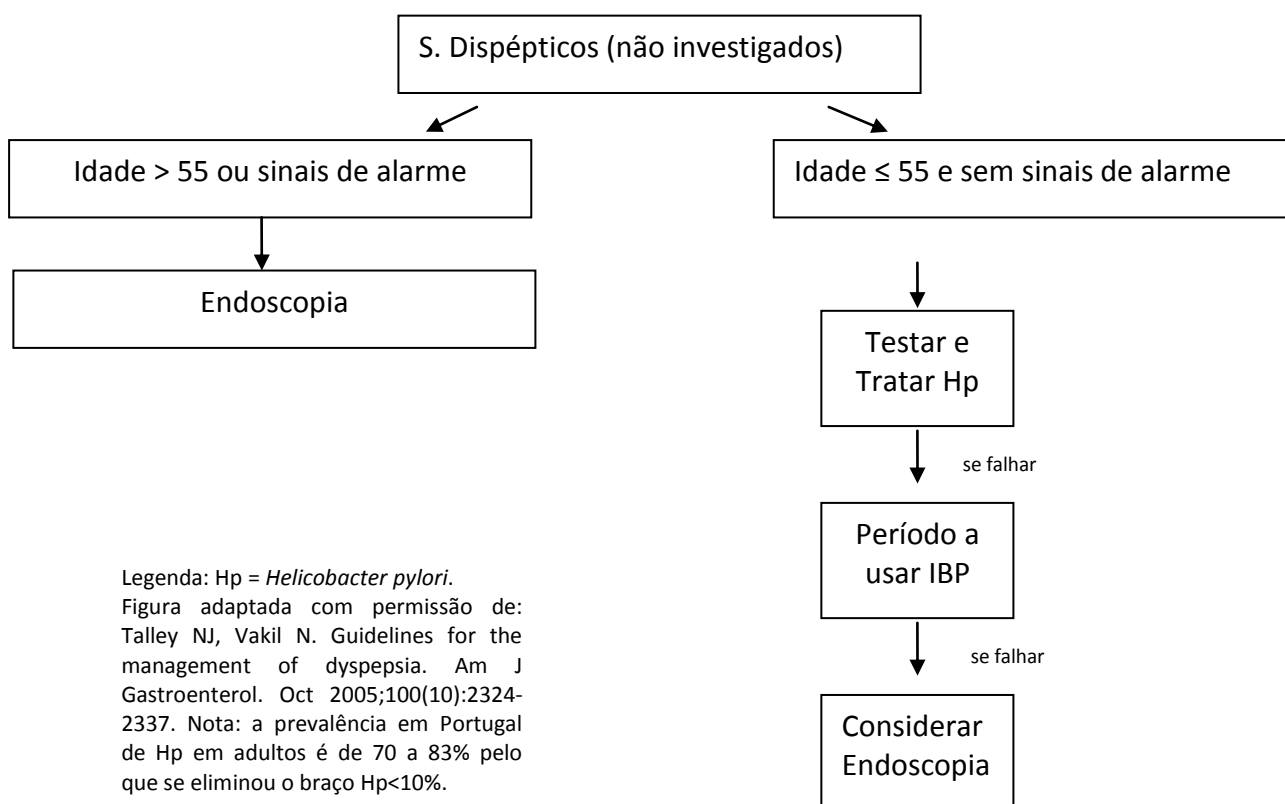 S. Dispépticos (não investigados)
Idade > 55 ou sinais de alarme
Idade ≤ 55 e sem sinais de alarme
Endoscopia
Testar e
Tratar Hp
se falhar
Período a
usar IBP
se falhar
Considerar
Endoscopia
Legenda: Hp = Helicobacter pylori.
Figura adaptada com permissão de:
Talley NJ, Vakil N. Guidelines for the
management of dyspepsia. Am J
Gastroenterol. Oct 2005;100(10):2324-
2337. Nota: a prevalência em Portugal
de Hp em adultos é de 70 a 83% pelo
que se eliminou o braço Hp<10%.